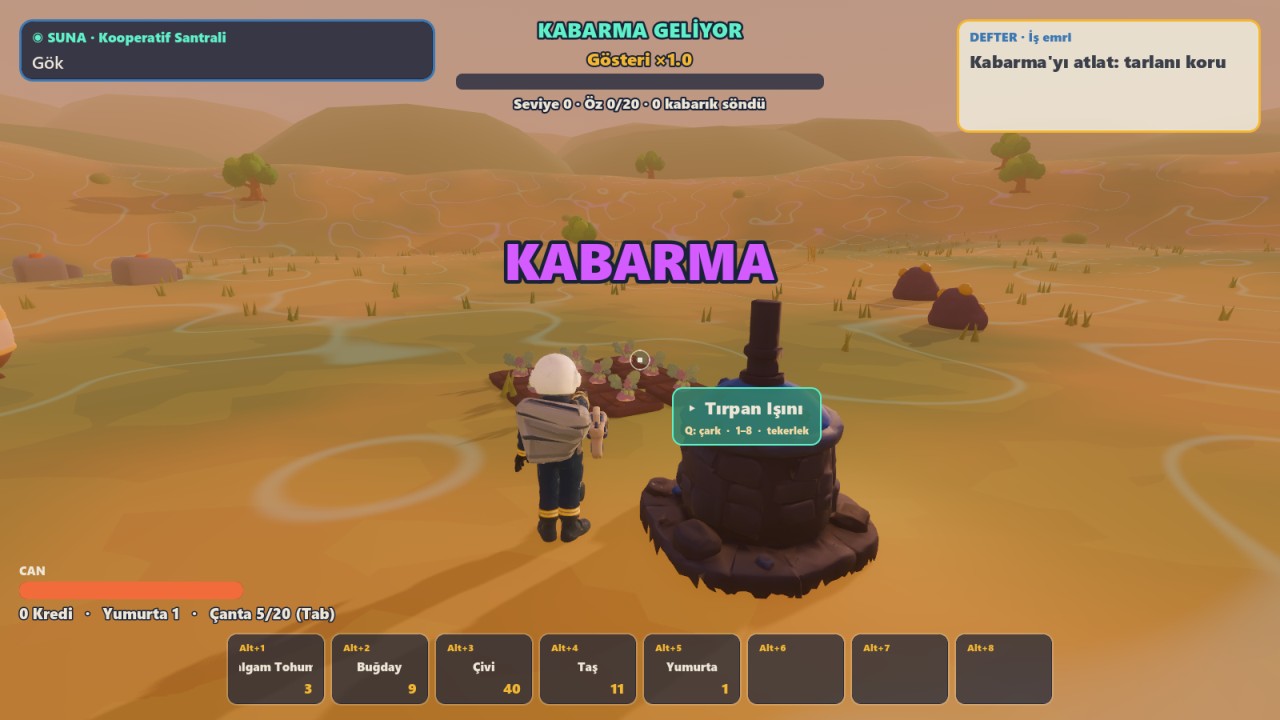 ◉ SUNA · Kooperatif Santrali
Gök
KABARMA GELİYOR
Gösteri ×1.0
Seviye 0 · Öz 0/20 · 0 kabarık söndü
DEFTER · İş emri
Kabarma'yı atlat: tarlanı koru
KABARMA
▸ Tırpan Işını
Q: çark · 1–8 · tekerlek
CAN
0 Kredi · Yumurta 1 · Çanta 5/20 (Tab)
Alt+1
algam Tohum
3
Alt+2
Buğday
9
Alt+3
Çivi
40
Alt+4
Taş
11
Alt+5
Yumurta
1
Alt+6
Alt+7
Alt+8